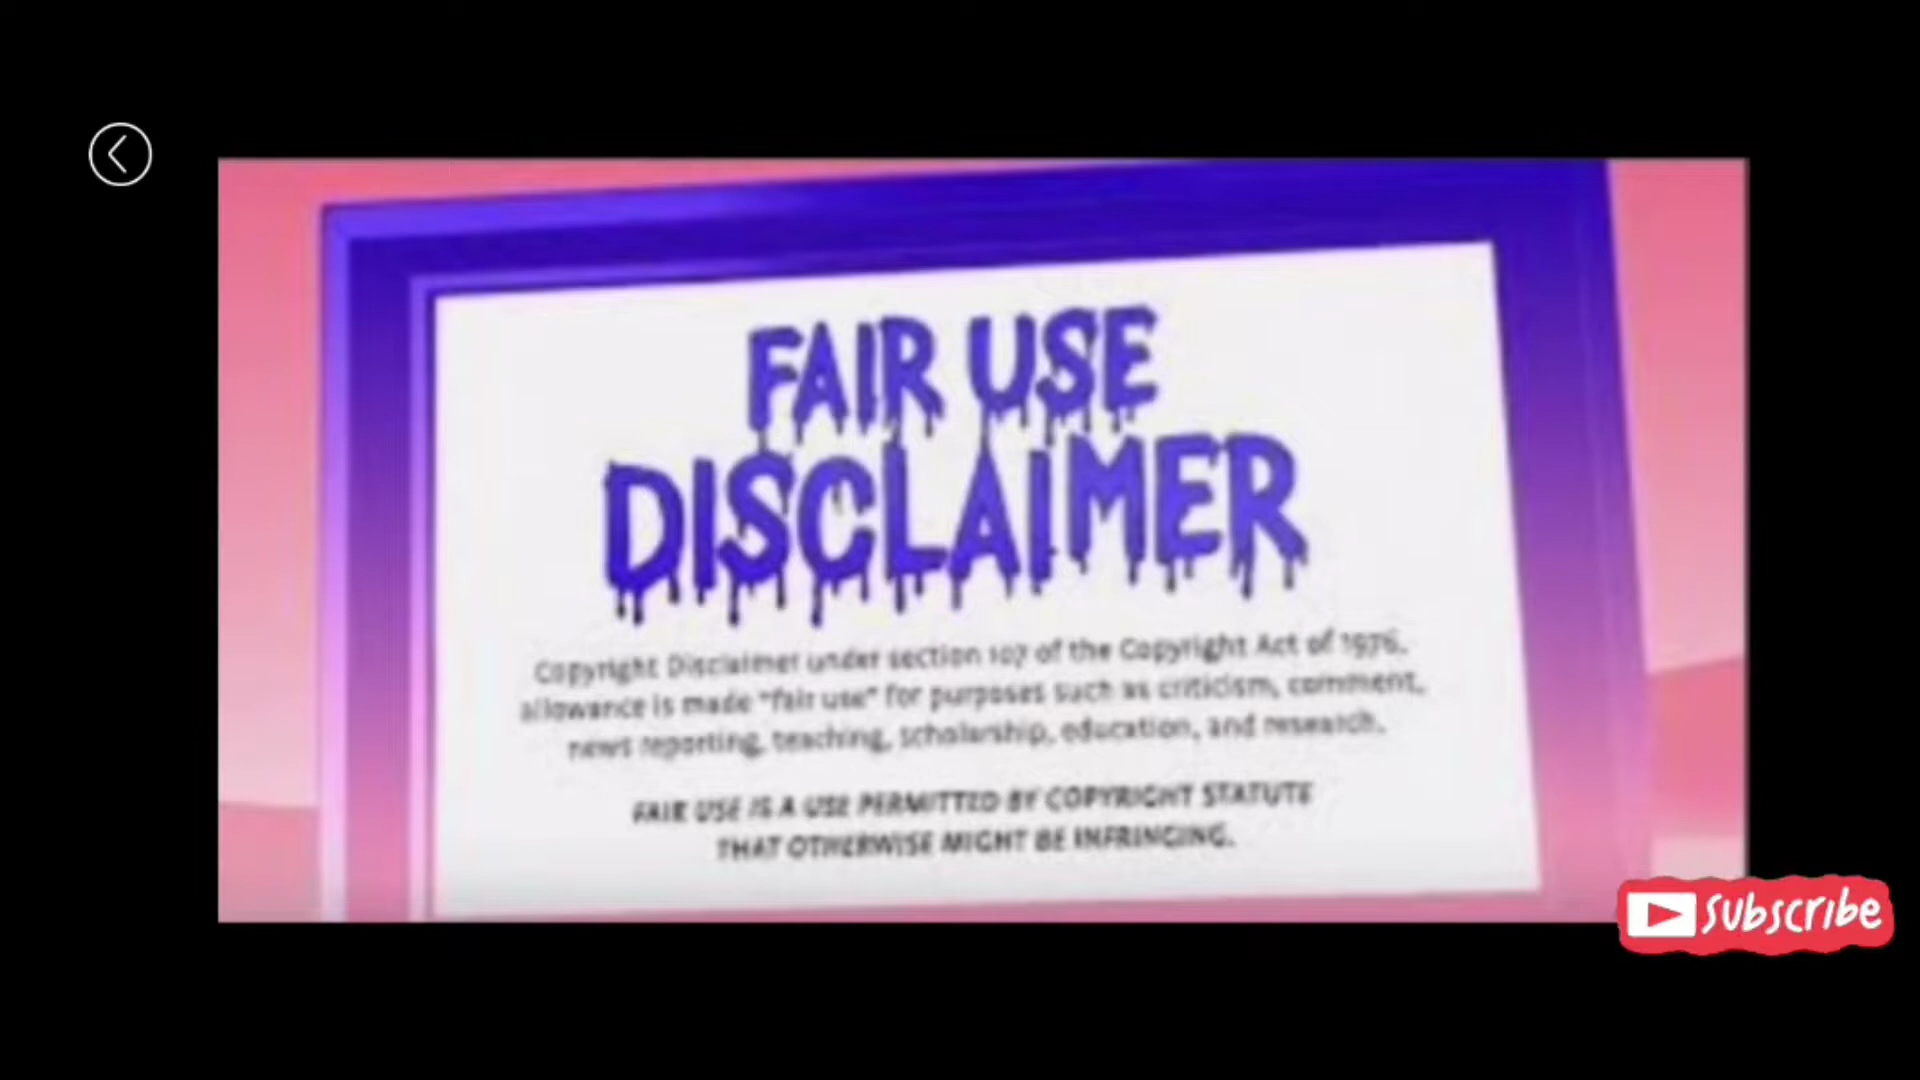 FAIR USE
DISCLAIMER
Copyright Disclaimer under section 107 of the Copyright Act of 1976,
allowance is made "fair use" for purposes such as criticism, comment,
news reporting, teaching, scholarship, education, and research.
FAIR USE IS A USE PERMITTED BY COPYRIGHT STATUTE
THAT OTHERWISE MIGHT BE INFRINGING.
Subscribe